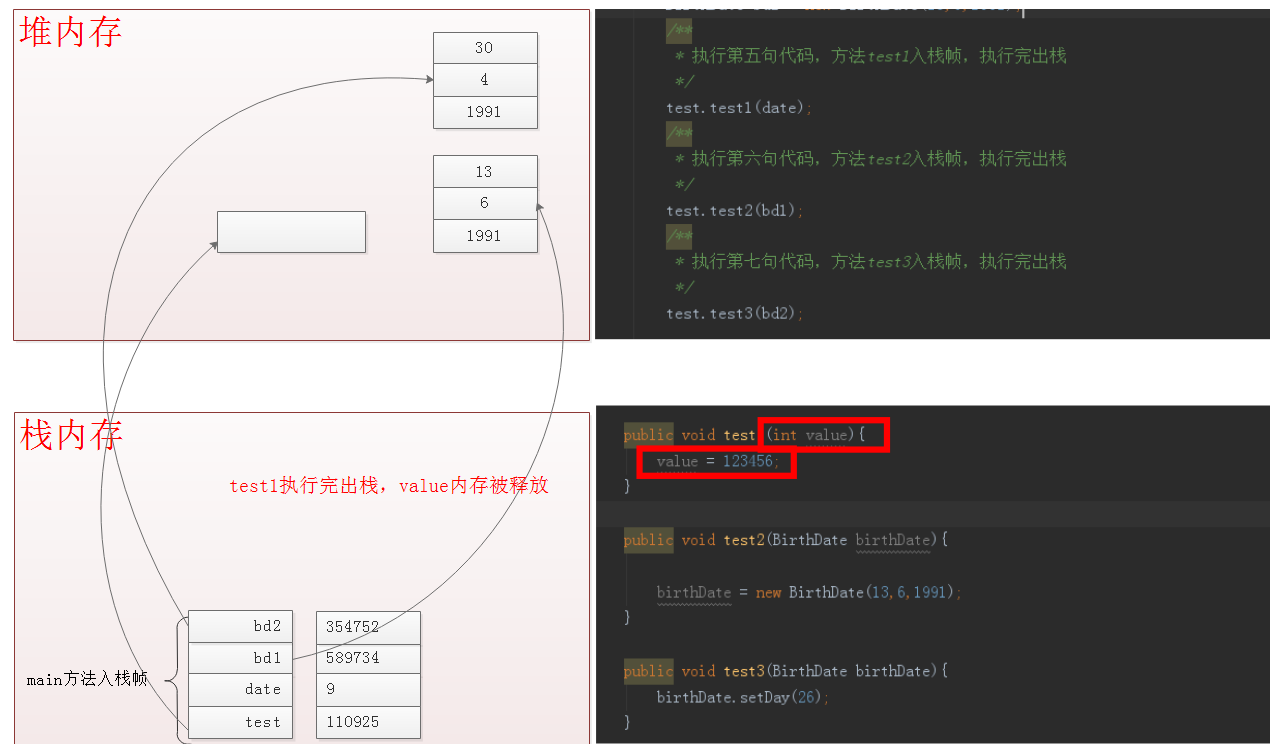 堆内存
30
4
1991
13
6
1991
/**
* 执行第五句代码，方法test1入栈帧，执行完出栈
*/
test.test1(date);
/**
* 执行第六句代码，方法test2入栈帧，执行完出栈
*/
test.test2(bd1);
/**
* 执行第七句代码，方法test3入栈帧，执行完出栈
*/
test.test3(bd2);
栈内存
test1执行完出栈，value内存被释放
main方法入栈帧
bd2 354752
bd1 589734
date 9
test 110925
public void test (int value){
value = 123456;
}
public void test2(BirthDate birthDate){
birthDate = new BirthDate(13,6,1991);
}
public void test3(BirthDate birthDate){
birthDate.setDay(26);
}